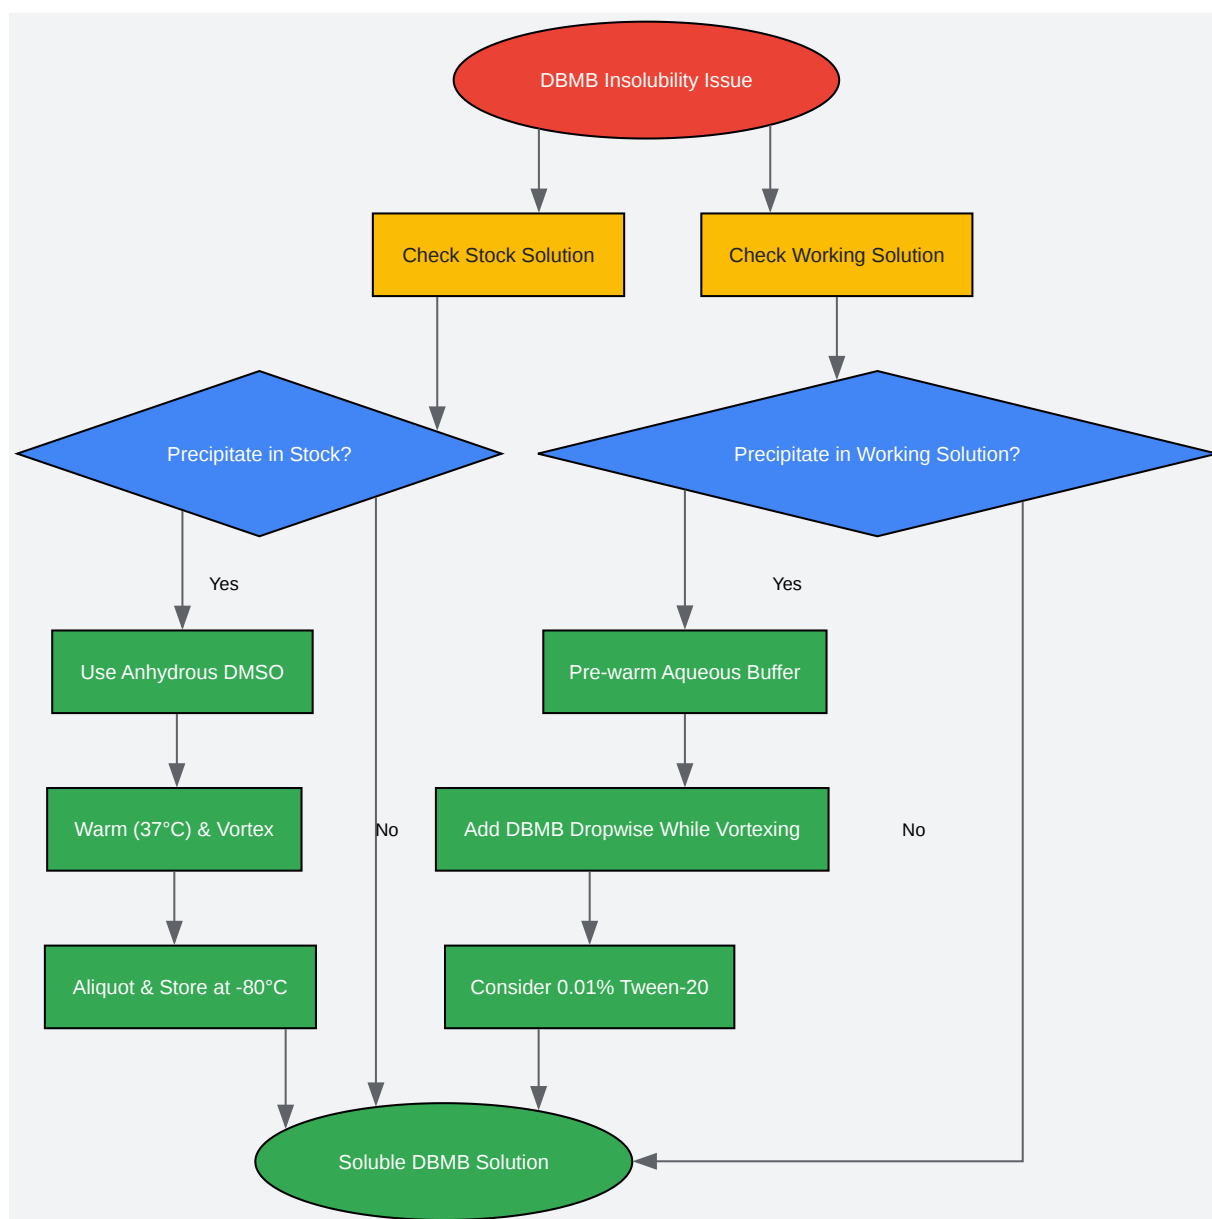 DBMB Insolubility Issue
Check Stock Solution
Check Working Solution
Precipitate in Stock?
Precipitate in Working Solution?
Yes
Yes
Use Anhydrous DMSO
Pre-warm Aqueous Buffer
Warm (37°C) & Vortex
No
Add DBMB Dropwise While Vortexing
No
Aliquot & Store at -80°C
Consider 0.01% Tween-20
Soluble DBMB Solution